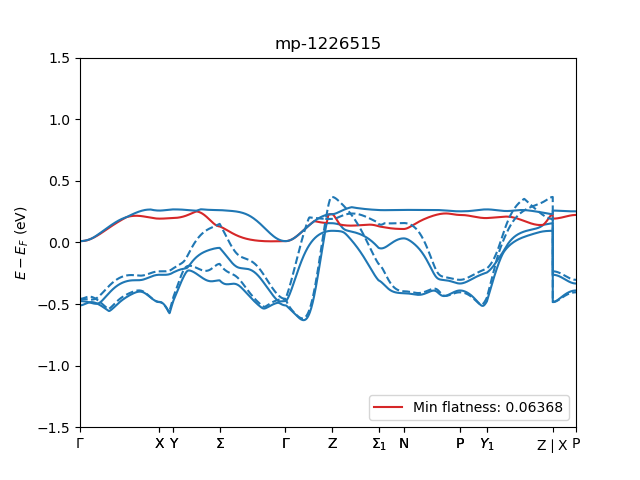 mp-1226515
1.5
1.0
0.5
0.0
−0.5
−1.0
−1.5
E − E_F (eV)
Min flatness: 0.06368
Γ X Y Σ Γ Z Σ₁ N P Y₁ Z | X P